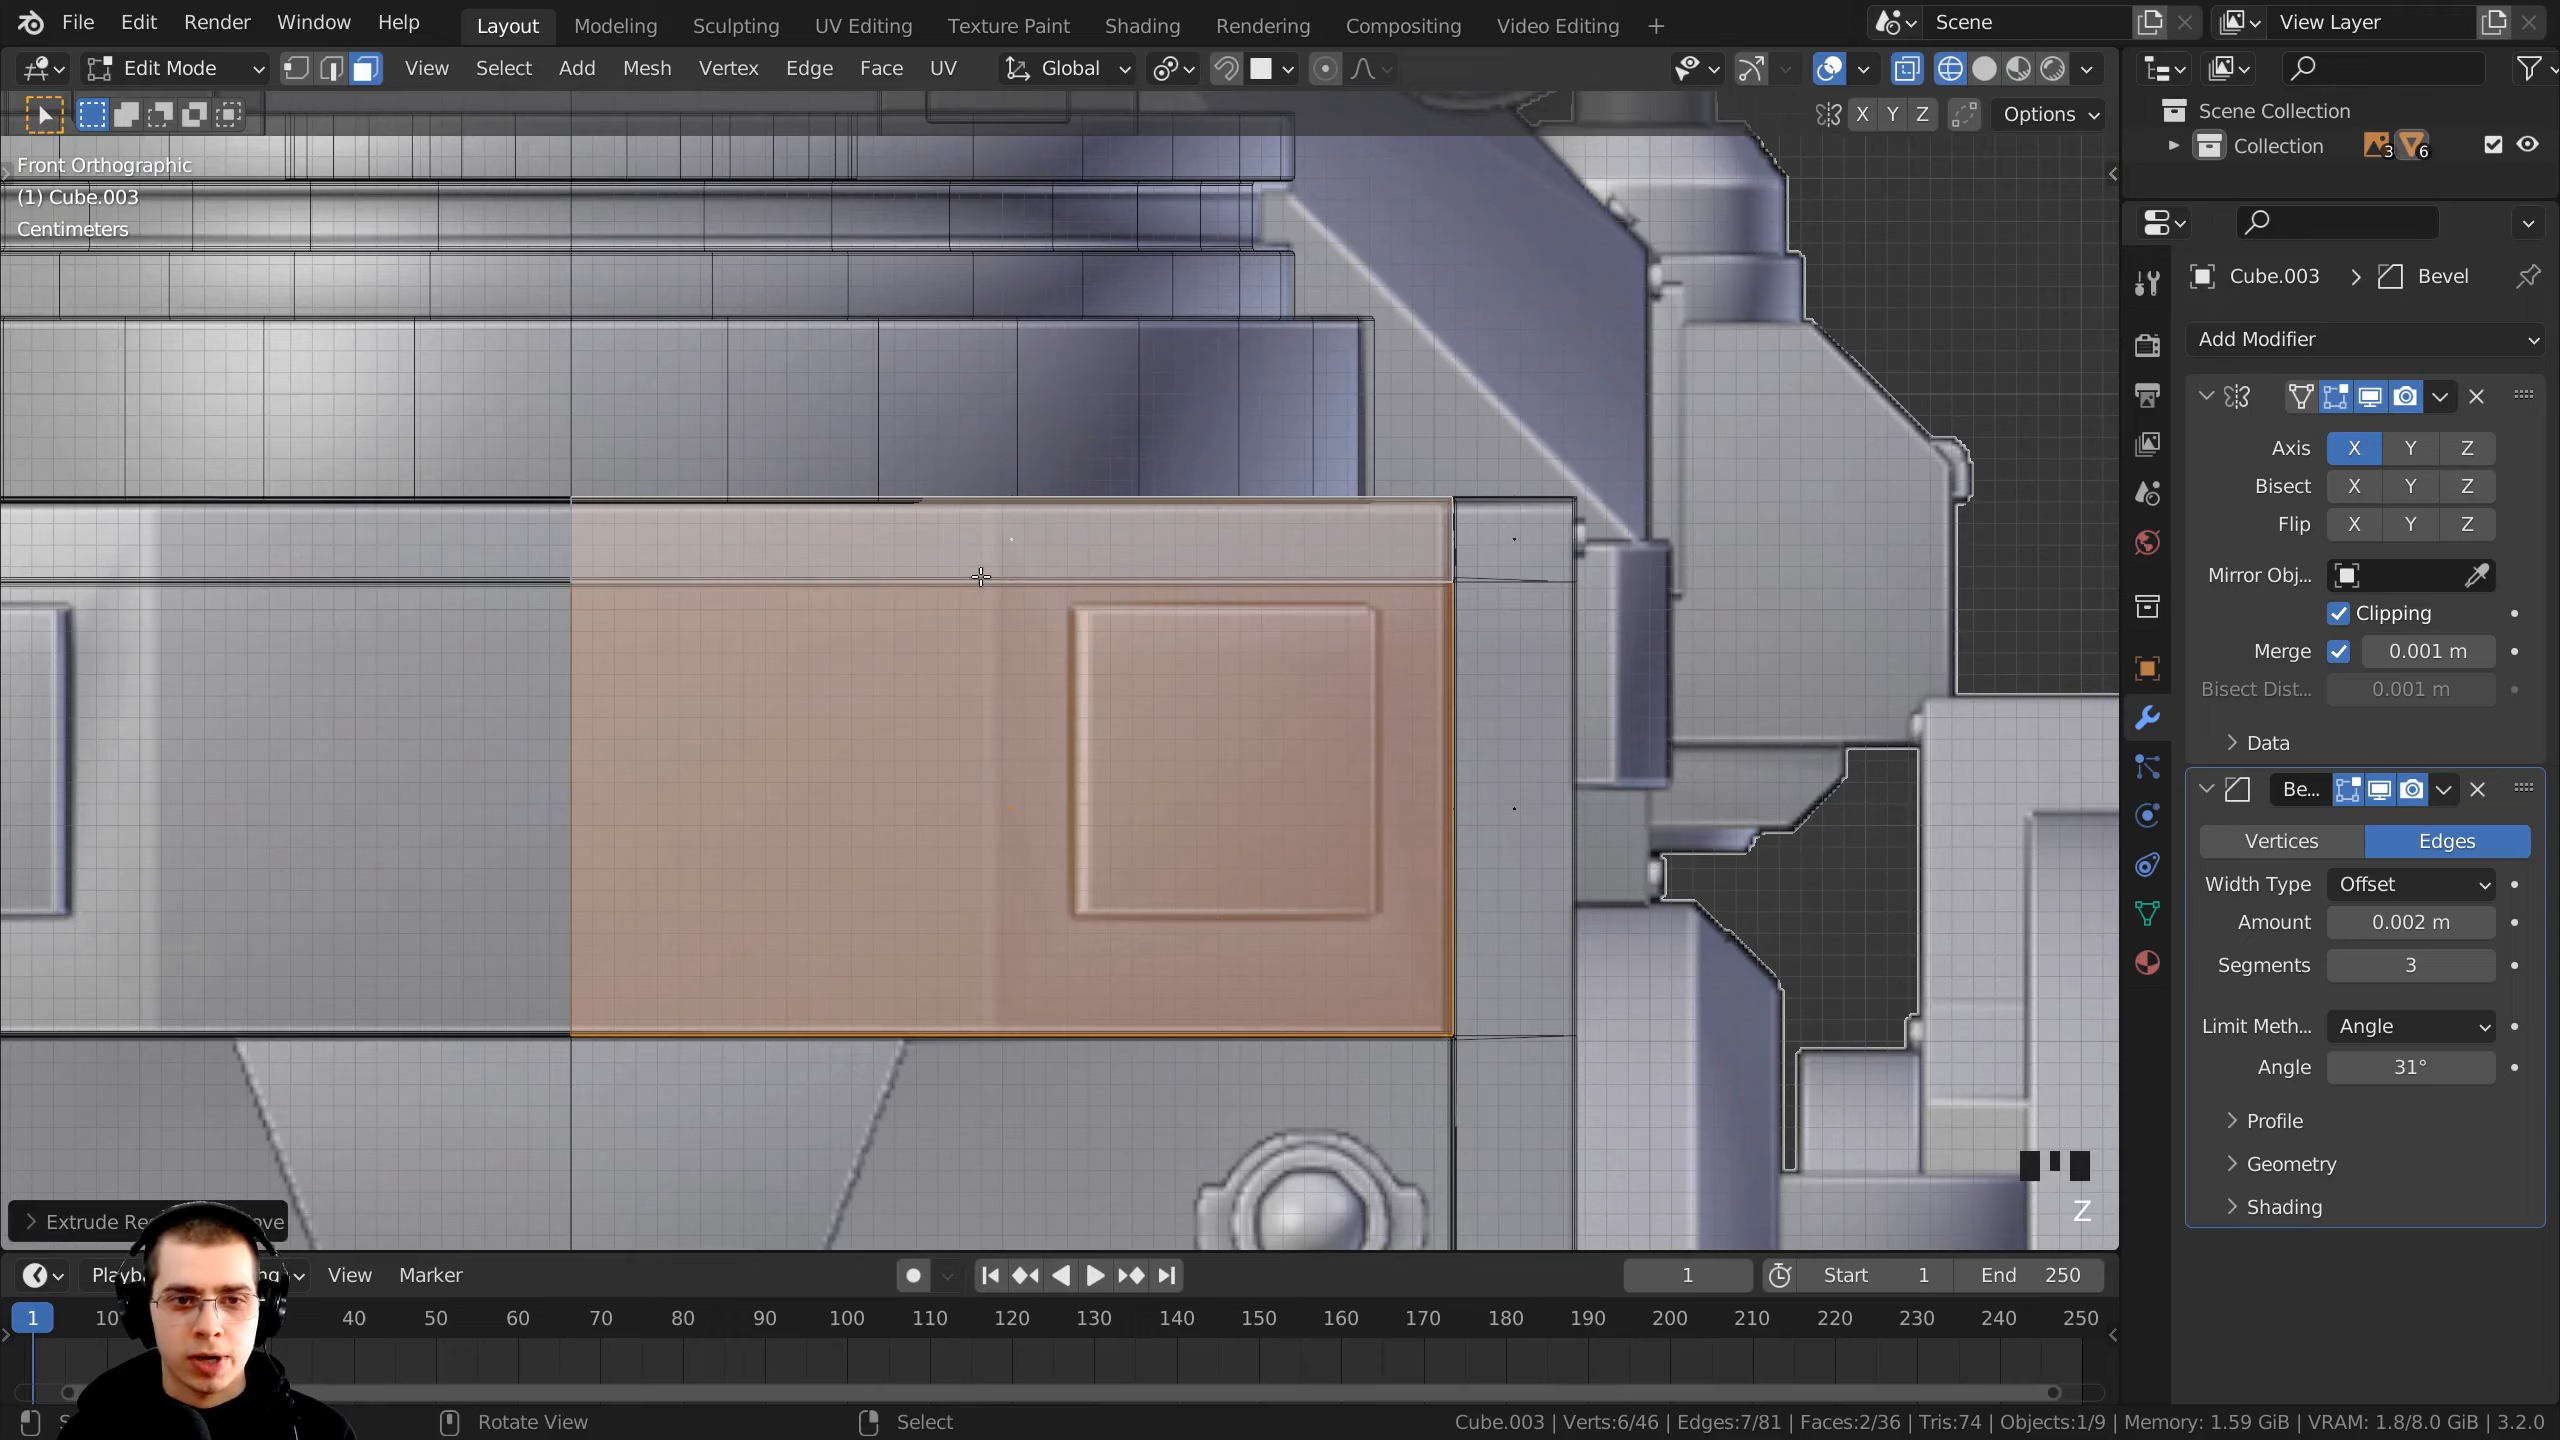 File Edit Render Window Help Layout Modeling Sculpting UV Editing Texture Paint Shading Rendering Compositing Video Editing + Scene View Layer
Edit Mode View Select Add Mesh Vertex Edge Face UV Global
X Y Z Options
Front Orthographic
(1) Cube.003
Centimeters
Scene Collection
Collection 3 6
Cube.003 > Bevel
Add Modifier
Axis X Y Z
Bisect X Y Z
Flip X Y Z
Mirror Obj...
Clipping
Merge 0.001 m
Bisect Dist... 0.001 m
Data
Be...
Vertices Edges
Width Type Offset
Amount 0.002 m
Segments 3
Limit Meth... Angle
Angle 31°
Profile
Geometry
Shading
Z
Extrude Re ove
Playb ng View Marker 1 Start 1 End 250
1 10 40 50 60 70 80 90 100 110 120 130 140 150 160 170 180 190 200 210 220 230 240 250
S Rotate View Select Cube.003 | Verts:6/46 | Edges:7/81 | Faces:2/36 | Tris:74 | Objects:1/9 | Memory: 1.59 GiB | VRAM: 1.8/8.0 GiB | 3.2.0